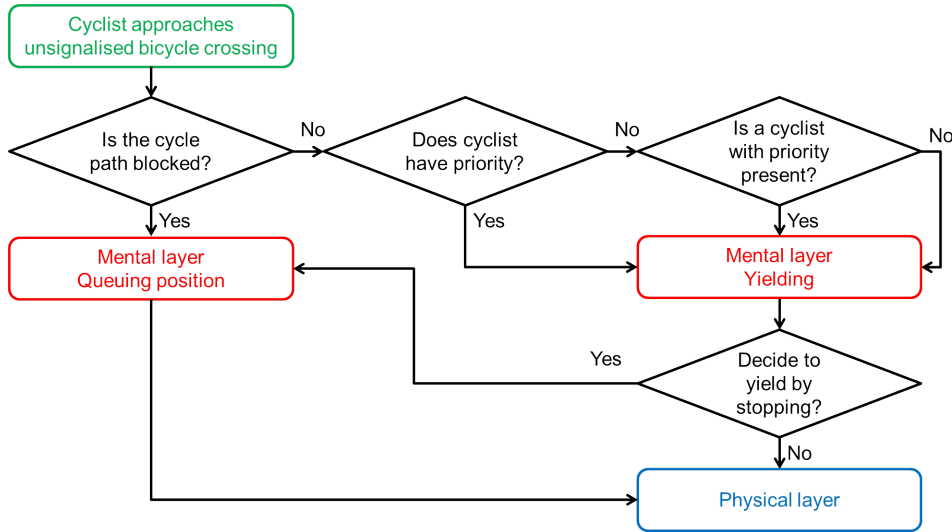 Cyclist approaches
unsignalised bicycle crossing
Is the cycle
path blocked?
No
Does cyclist
have priority?
No
Is a cyclist
with priority
present?
No
Yes
Yes
Yes
Mental layer
Queuing position
Mental layer
Yielding
Yes
Decide to
yield by
stopping?
No
Physical layer